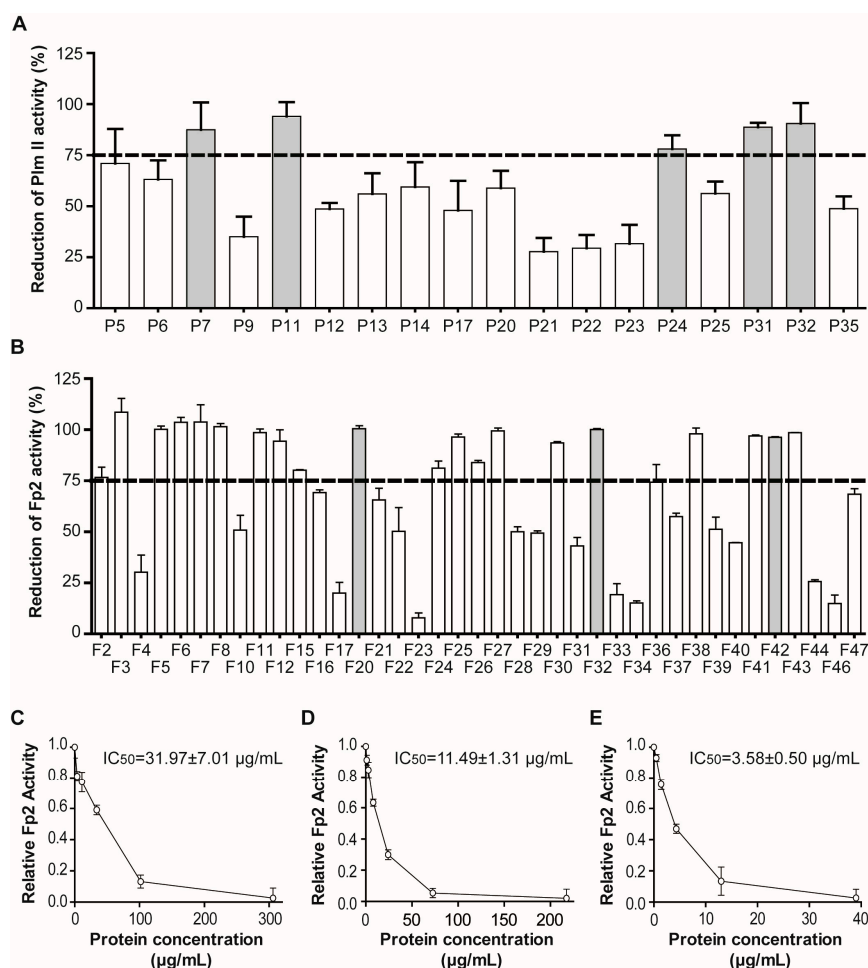 A
Reduction of Plm II activity (%)
125
100
75
50
25
0
P5 P6 P7 P9 P11 P12 P13 P14 P17 P20 P21 P22 P23 P24 P25 P31 P32 P35
B
Reduction of Fp2 activity (%)
125
100
75
50
25
0
F2 F4 F6 F8 F11 F15 F17 F21 F23 F25 F27 F29 F31 F33 F36 F38 F40 F42 F44 F47
F3 F5 F7 F10 F12 F16 F20 F22 F24 F26 F28 F30 F32 F34 F37 F39 F41 F43 F46
C
Relative Fp2 Activity
1.0
0.8
0.6
0.4
0.2
0.0
IC50=31.97±7.01 µg/mL
0 100 200 300
Protein concentration
(µg/mL)
D
Relative Fp2 Activity
1.0
0.8
0.6
0.4
0.2
0.0
IC50=11.49±1.31 µg/mL
0 50 100 150 200
Protein concentration
(µg/mL)
E
Relative Fp2 Activity
1.0
0.8
0.6
0.4
0.2
0.0
IC50=3.58±0.50 µg/mL
0 10 20 30 40
Protein concentration
(µg/mL)